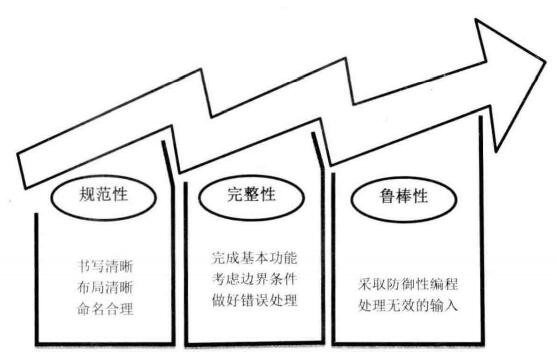 规范性
书写清晰
布局清晰
命名合理
完整性
完成基本功能
考虑边界条件
做好错误处理
鲁棒性
采取防御性编程
处理无效的输入